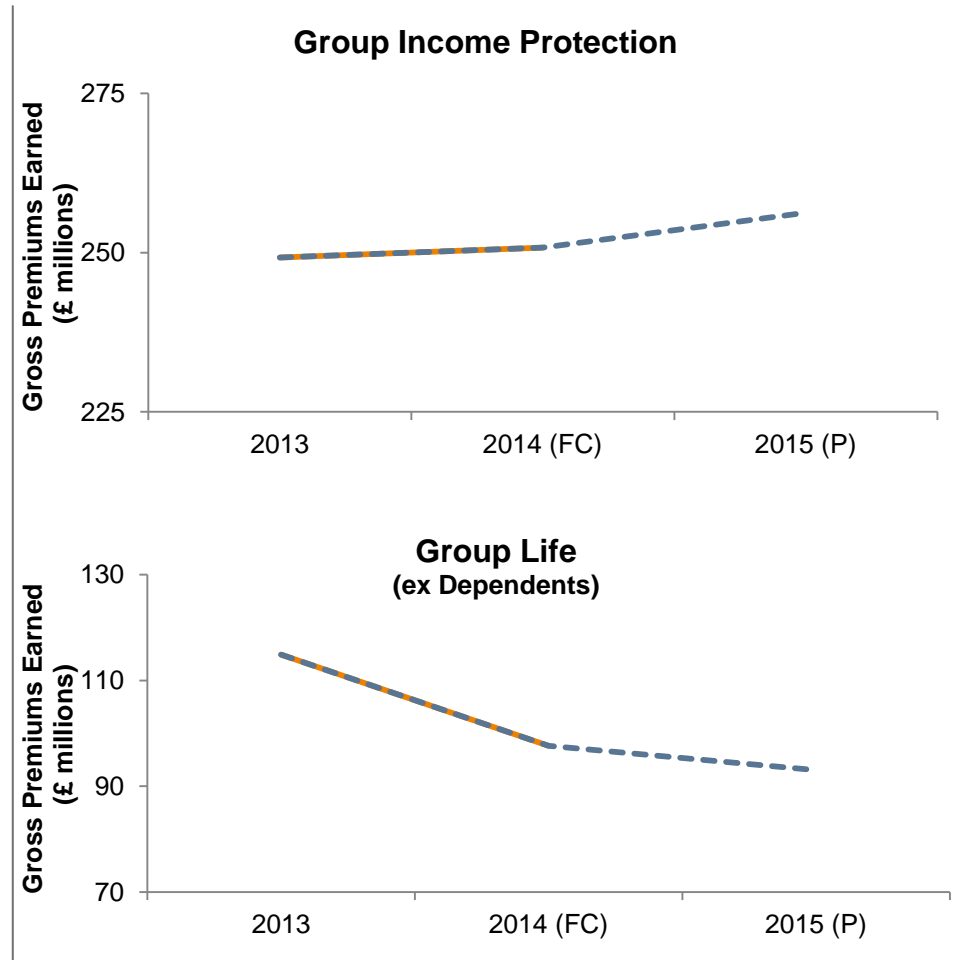 Group Income Protection
Gross Premiums Earned
(£ millions)
275
250
225
2013
2014 (FC)
2015 (P)
Group Life
(ex Dependents)
Gross Premiums Earned
(£ millions)
130
110
90
70
2013
2014 (FC)
2015 (P)